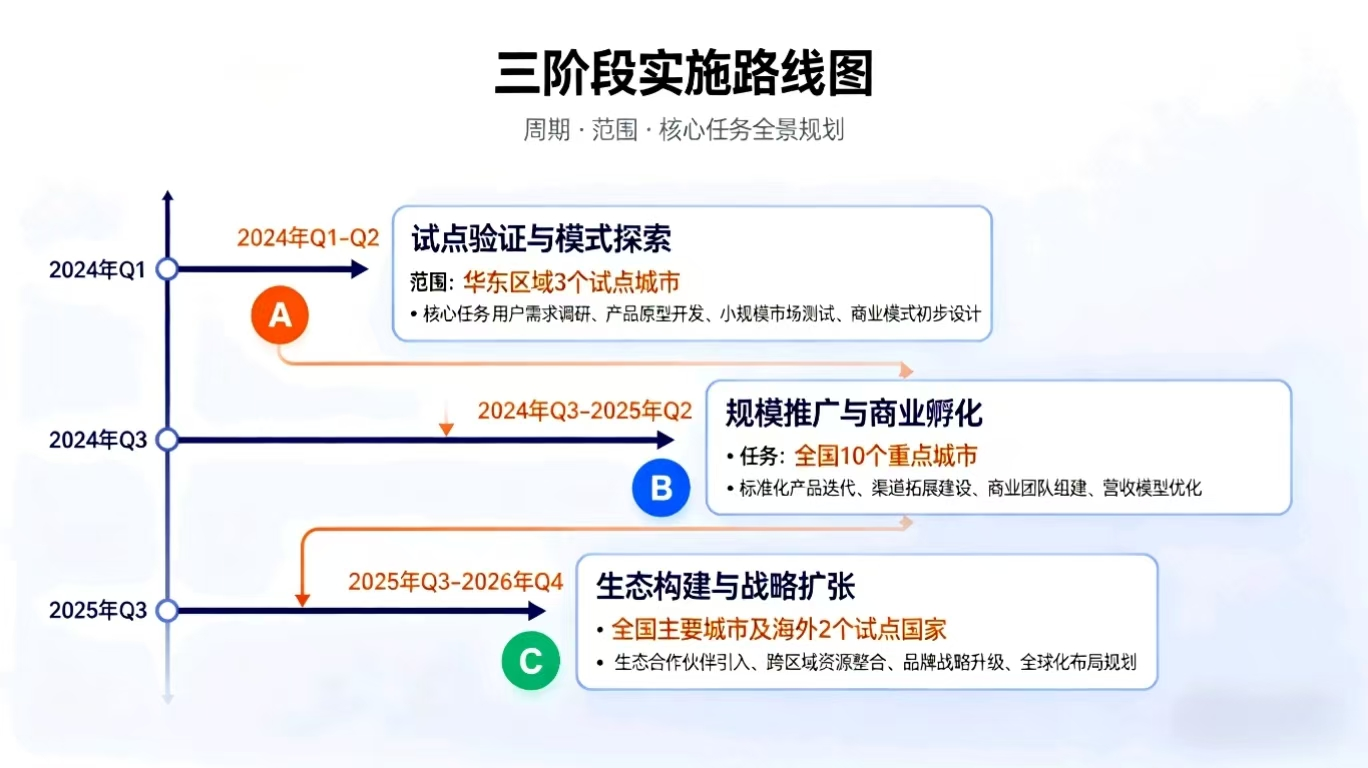 三阶段实施路线图
周期 · 范围 · 核心任务全景规划
2024年Q1
2024年Q1-Q2
A
试点验证与模式探索
范围: 华东区域3个试点城市
• 核心任务用户需求调研、产品原型开发、小规模市场测试、商业模式初步设计
2024年Q3
2024年Q3-2025年Q2
B
规模推广与商业孵化
• 任务: 全国10个重点城市
• 标准化产品迭代、渠道拓展建设、商业团队组建、营收模型优化
2025年Q3
2025年Q3-2026年Q4
C
生态构建与战略扩张
• 全国主要城市及海外2个试点国家
• 生态合作伙伴引入、跨区域资源整合、品牌战略升级、全球化布局规划